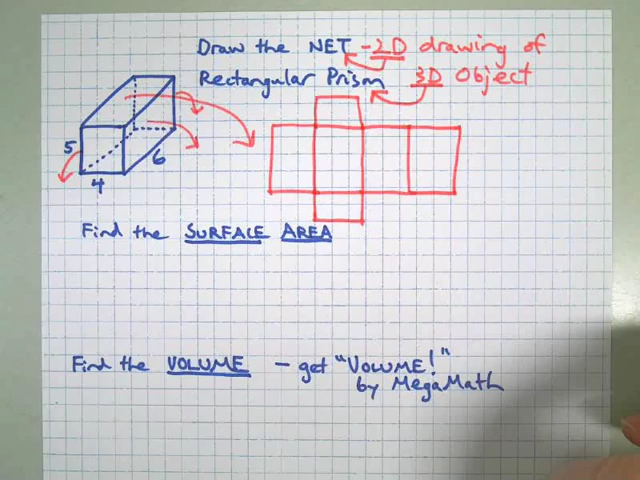 Draw the NET - 2D drawing of
Rectangular Prism 3D Object
5
6
4
Find the SURFACE AREA
Find the VOLUME - get "VOLUME!"
by MegaMath